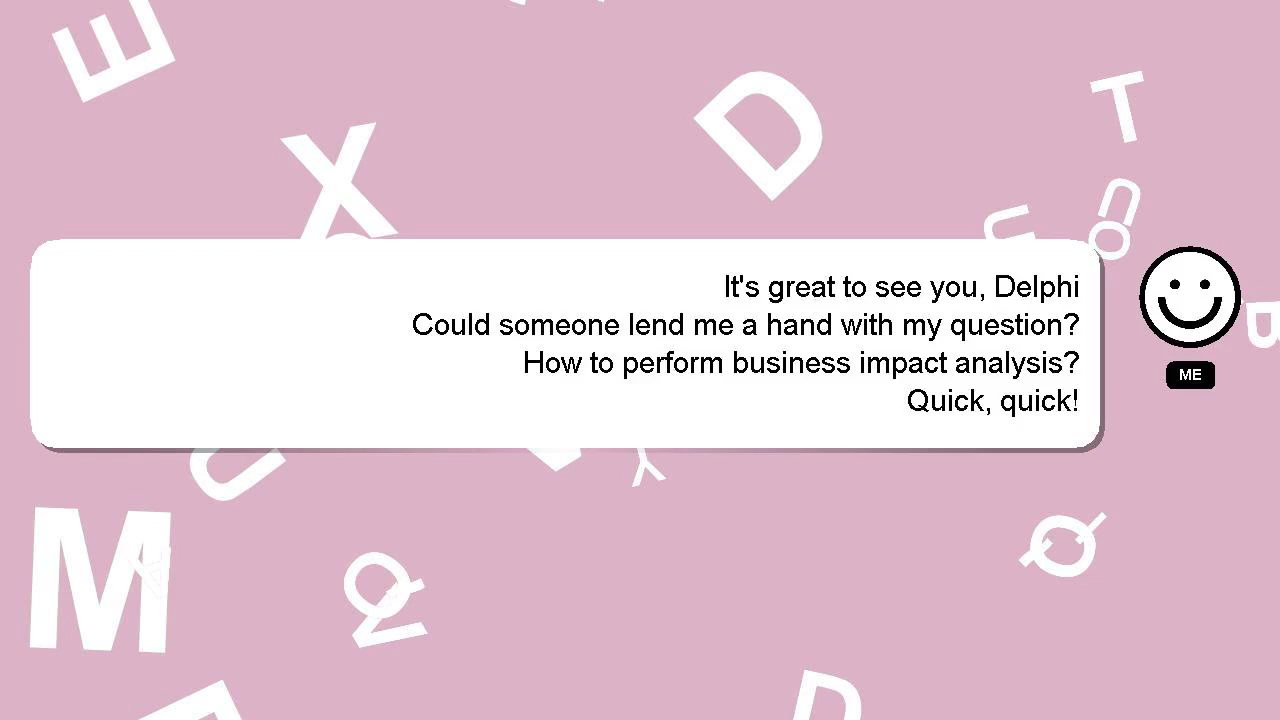 It's great to see you, Delphi
Could someone lend me a hand with my question?
How to perform business impact analysis?
Quick, quick!
ME
E
X
D
T
U
U
O
B
Y
M
Q
Z
Q
D